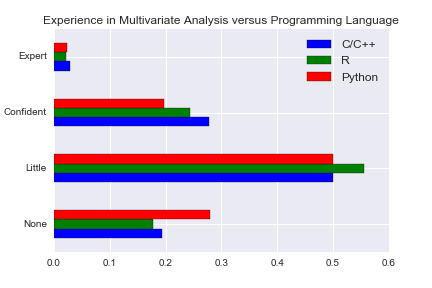 Experience in Multivariate Analysis versus Programming Language
C/C++
R
Python
Expert
Confident
Little
None
0.0 0.1 0.2 0.3 0.4 0.5 0.6